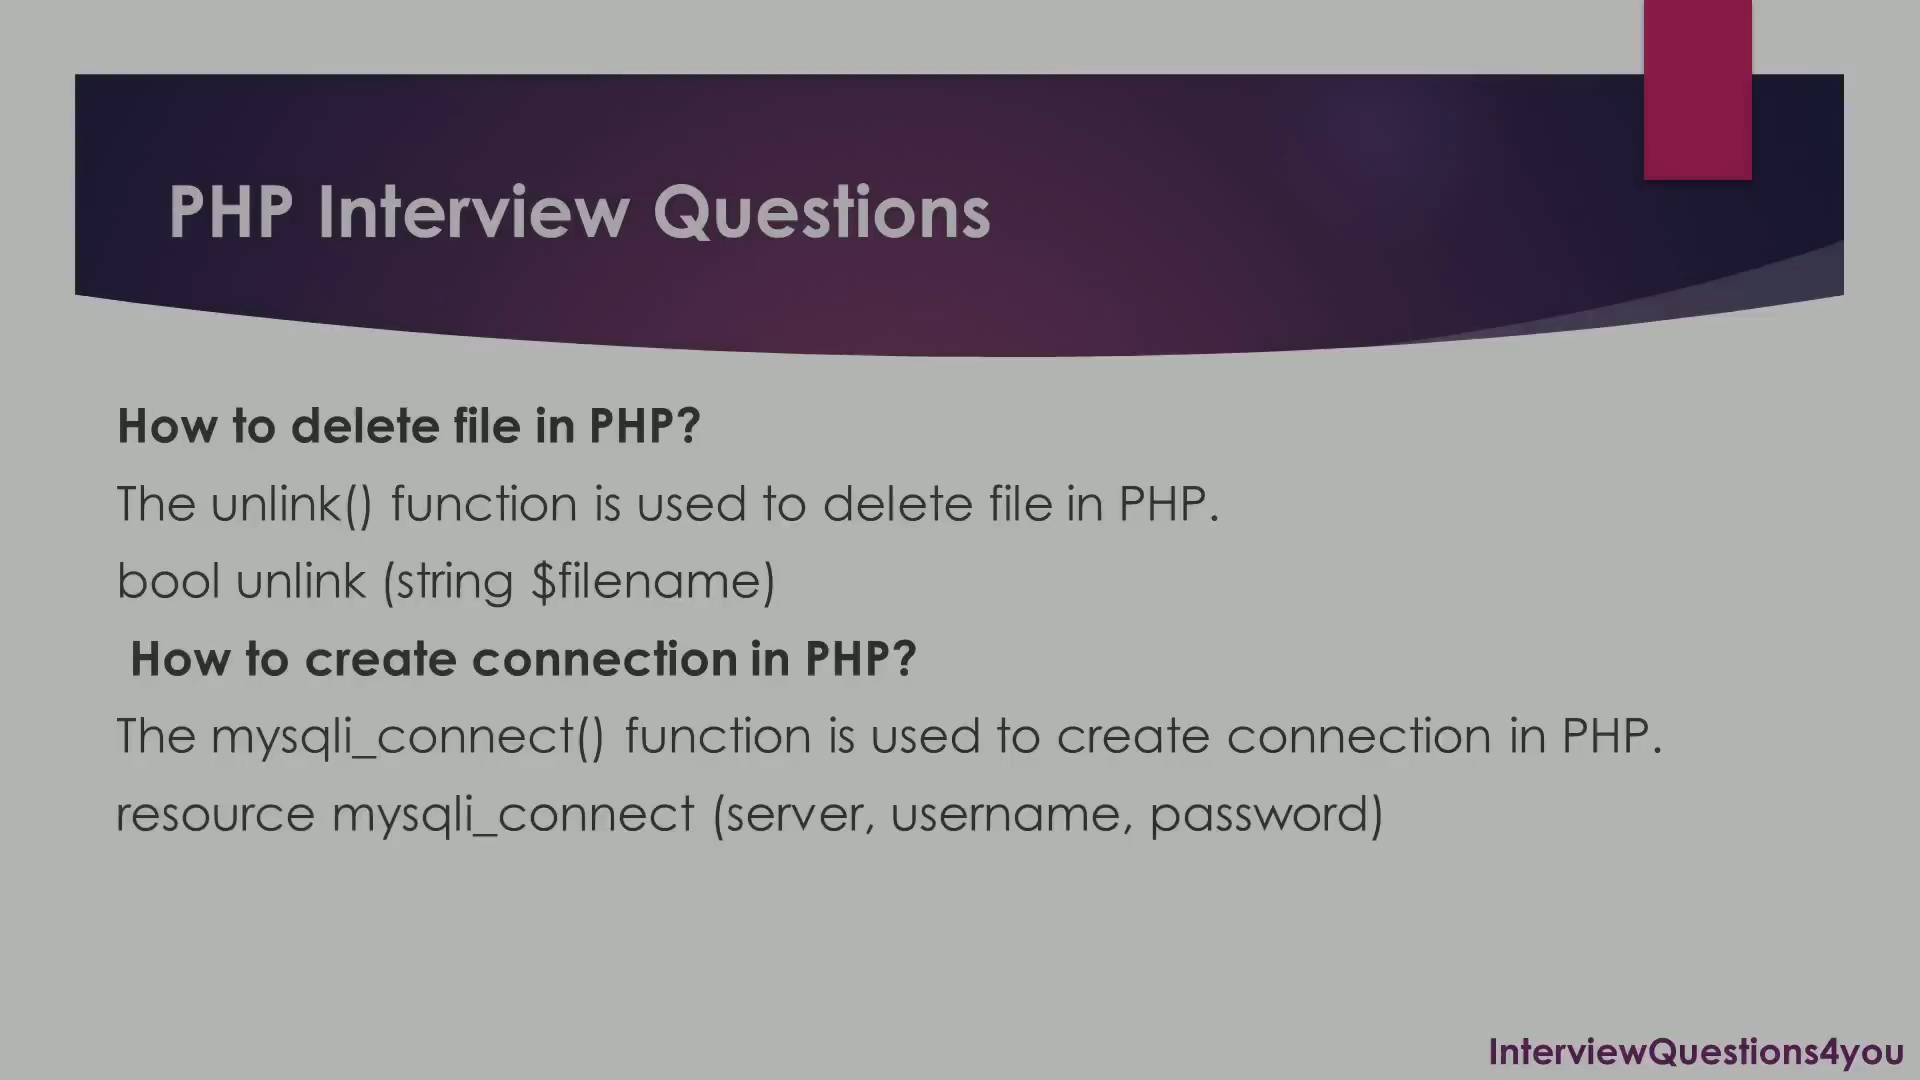 PHP Interview Questions
How to delete file in PHP?
The unlink() function is used to delete file in PHP.
bool unlink (string $filename)
How to create connection in PHP?
The mysqli_connect() function is used to create connection in PHP.
resource mysqli_connect (server, username, password)
InterviewQuestions4you